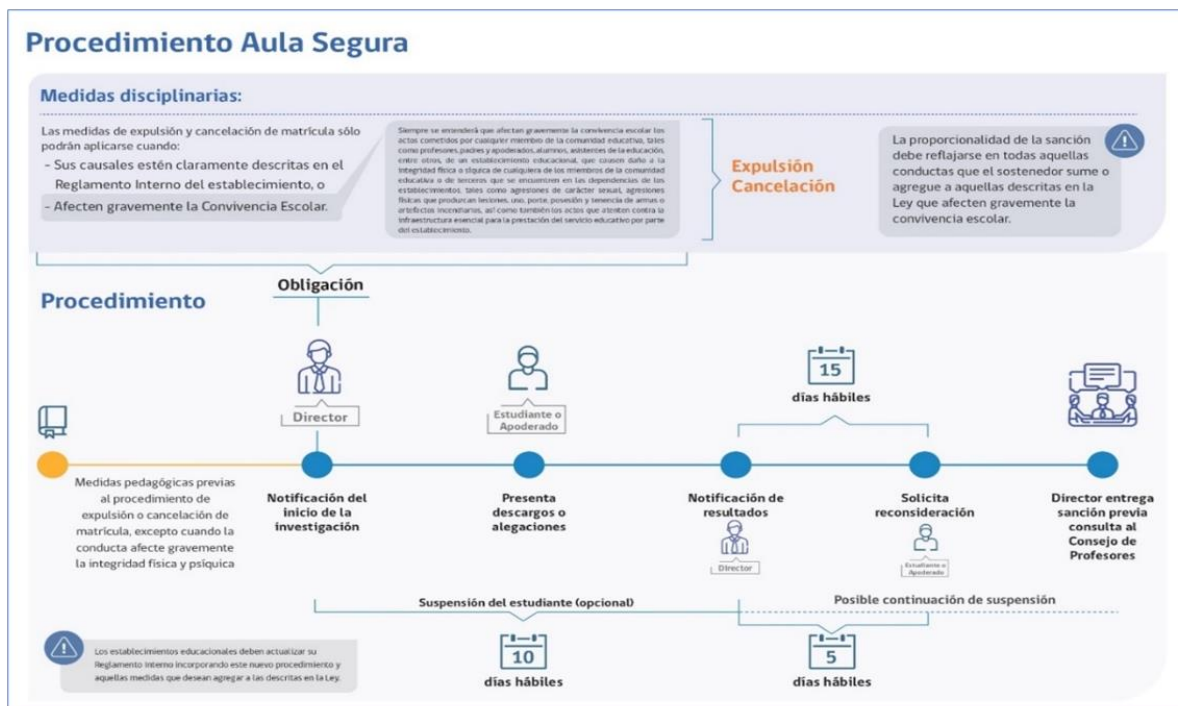 Procedimiento Aula Segura
Medidas disciplinarias:
Las medidas de expulsión y cancelación de matrícula sólo
podrán aplicarse cuando:
- Sus causales estén claramente descritas en el
Reglamento Interno del establecimiento, o
- Afecten gravemente la Convivencia Escolar.
Siempre se entenderá que afectan gravemente la convivencia escolar los
actos cometidos por cualquier miembro de la comunidad educativa, tales
como profesores, padres y apoderados, alumnos, asistentes de la educación,
entre otros, de un establecimiento educacional, que causen daño a la
integridad física o síquica de cualquiera de los miembros de la comunidad
educativa o de terceros que se encuentren en las dependencias de los
establecimientos, tales como agresiones de carácter sexual, agresiones
físicas que produzcan lesiones, uso, porte, posesión y tenencia de armas o
artefactos incendiarios, así como también los actos que atenten contra la
infraestructura esencial para la prestación del servicio educativo por parte
del establecimiento.
Expulsión
Cancelación
La proporcionalidad de la sanción
debe reflajarse en todas aquellas
conductas que el sostenedor sume o
agregue a aquellas descritas en la
Ley que afecten gravemente la
convivencia escolar.
Procedimiento
Obligación
Director
Estudiante o
Apoderado
15
días hábiles
Medidas pedagógicas previas
al procedimiento de
expulsión o cancelación de
matrícula, excepto cuando la
conducta afecte gravemente
la integridad física y psíquica
Notificación del
inicio de la
investigación
Presenta
descargos o
alegaciones
Notificación de
resultados
Director
Solicita
reconsideración
Estudiante o
Apoderado
Director entrega
sanción previa
consulta al
Consejo de
Profesores
Suspensión del estudiante (opcional)
Posible continuación de suspensión
10
días hábiles
5
días hábiles
Los establecimientos educacionales deben actualizar su
Reglamento Interno incorporando este nuevo procedimiento y
aquellas medidas que desean agregar a las descritas en la Ley.